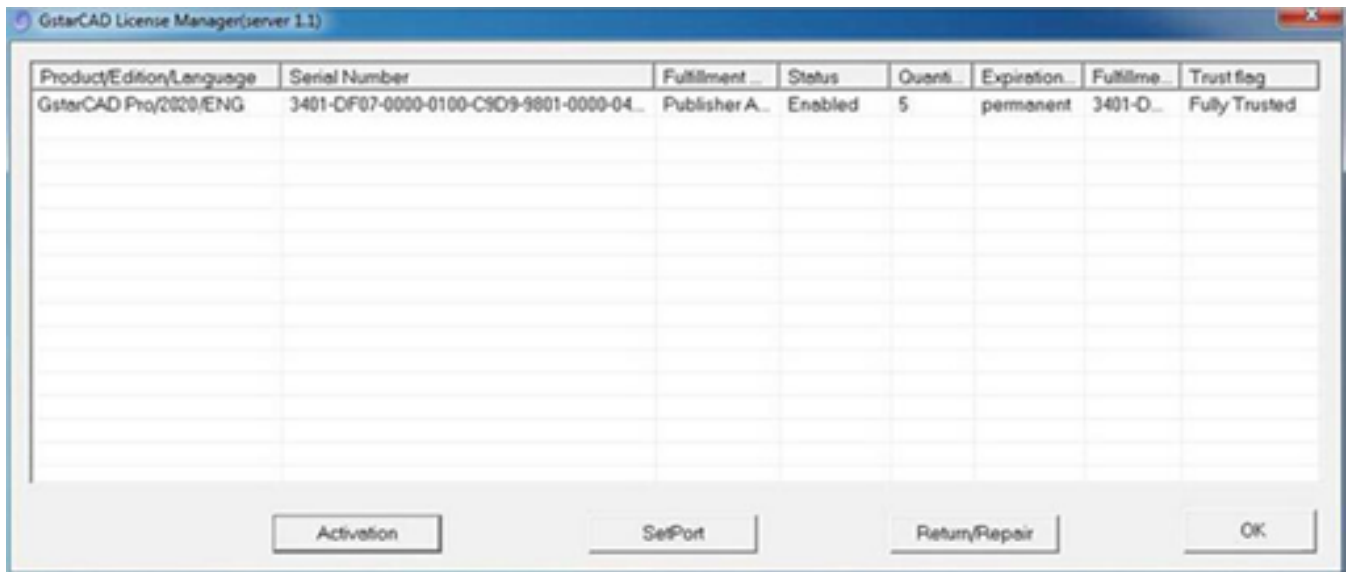 GstarCAD License Manager(server 1.1)
Product/Edition/Language Serial Number Fulfillment ... Status Quanti... Expiration... Fulfillme... Trust flag
GstarCAD Pro/2020/ENG 3401-DF07-0000-0100-C9D9-9801-0000-04... Publisher A... Enabled 5 permanent 3401-D... Fully Trusted
Activation SetPort Return/Repair OK